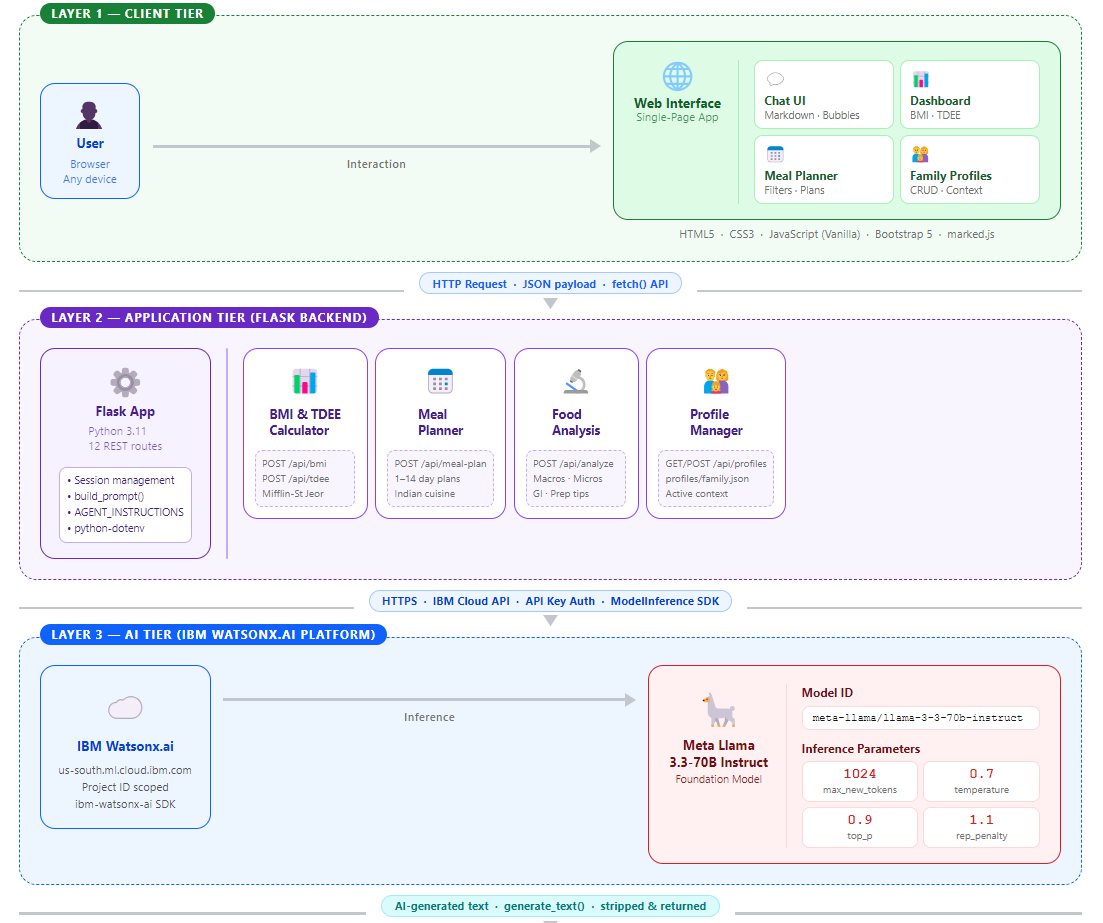 LAYER 1 — CLIENT TIER
User
Browser
Any device
Interaction
Web Interface
Single-Page App
Chat UI
Markdown · Bubbles
Dashboard
BMI · TDEE
Meal Planner
Filters · Plans
Family Profiles
CRUD · Context
HTML5 · CSS3 · JavaScript (Vanilla) · Bootstrap 5 · marked.js
HTTP Request · JSON payload · fetch() API
LAYER 2 — APPLICATION TIER (FLASK BACKEND)
Flask App
Python 3.11
12 REST routes
• Session management
• build_prompt()
• AGENT_INSTRUCTIONS
• python-dotenv
BMI & TDEE
Calculator
POST /api/bmi
POST /api/tdee
Mifflin-St Jeor
Meal
Planner
POST /api/meal-plan
1–14 day plans
Indian cuisine
Food
Analysis
POST /api/analyze
Macros · Micros
GI · Prep tips
Profile
Manager
GET/POST /api/profiles
profiles/family.json
Active context
HTTPS · IBM Cloud API · API Key Auth · ModelInference SDK
LAYER 3 — AI TIER (IBM WATSONX.AI PLATFORM)
IBM Watsonx.ai
us-south.ml.cloud.ibm.com
Project ID scoped
ibm-watsonx-ai SDK
Inference
Meta Llama
3.3-70B Instruct
Foundation Model
Model ID
meta-llama/llama-3-3-70b-instruct
Inference Parameters
1024
max_new_tokens
0.7
temperature
0.9
top_p
1.1
rep_penalty
AI-generated text · generate_text() · stripped & returned